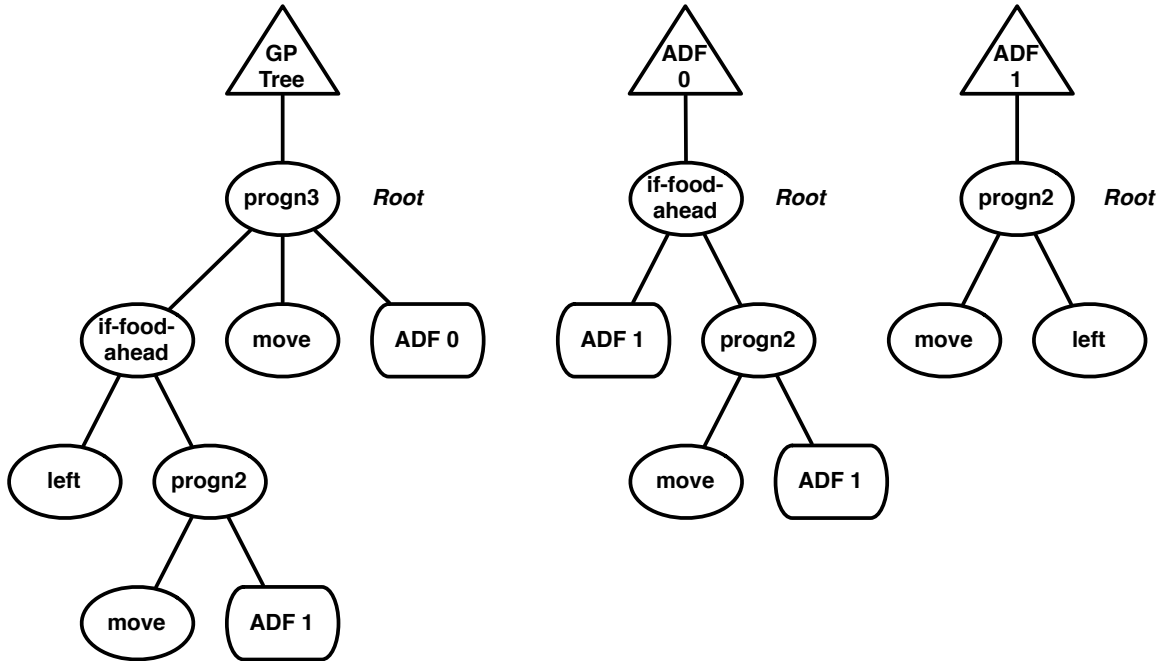 GP
Tree
progn3
Root
if-food-
ahead
move
ADF 0
left
progn2
move
ADF 1
ADF
0
if-food-
ahead
Root
ADF 1
progn2
move
ADF 1
ADF
1
progn2
Root
move
left